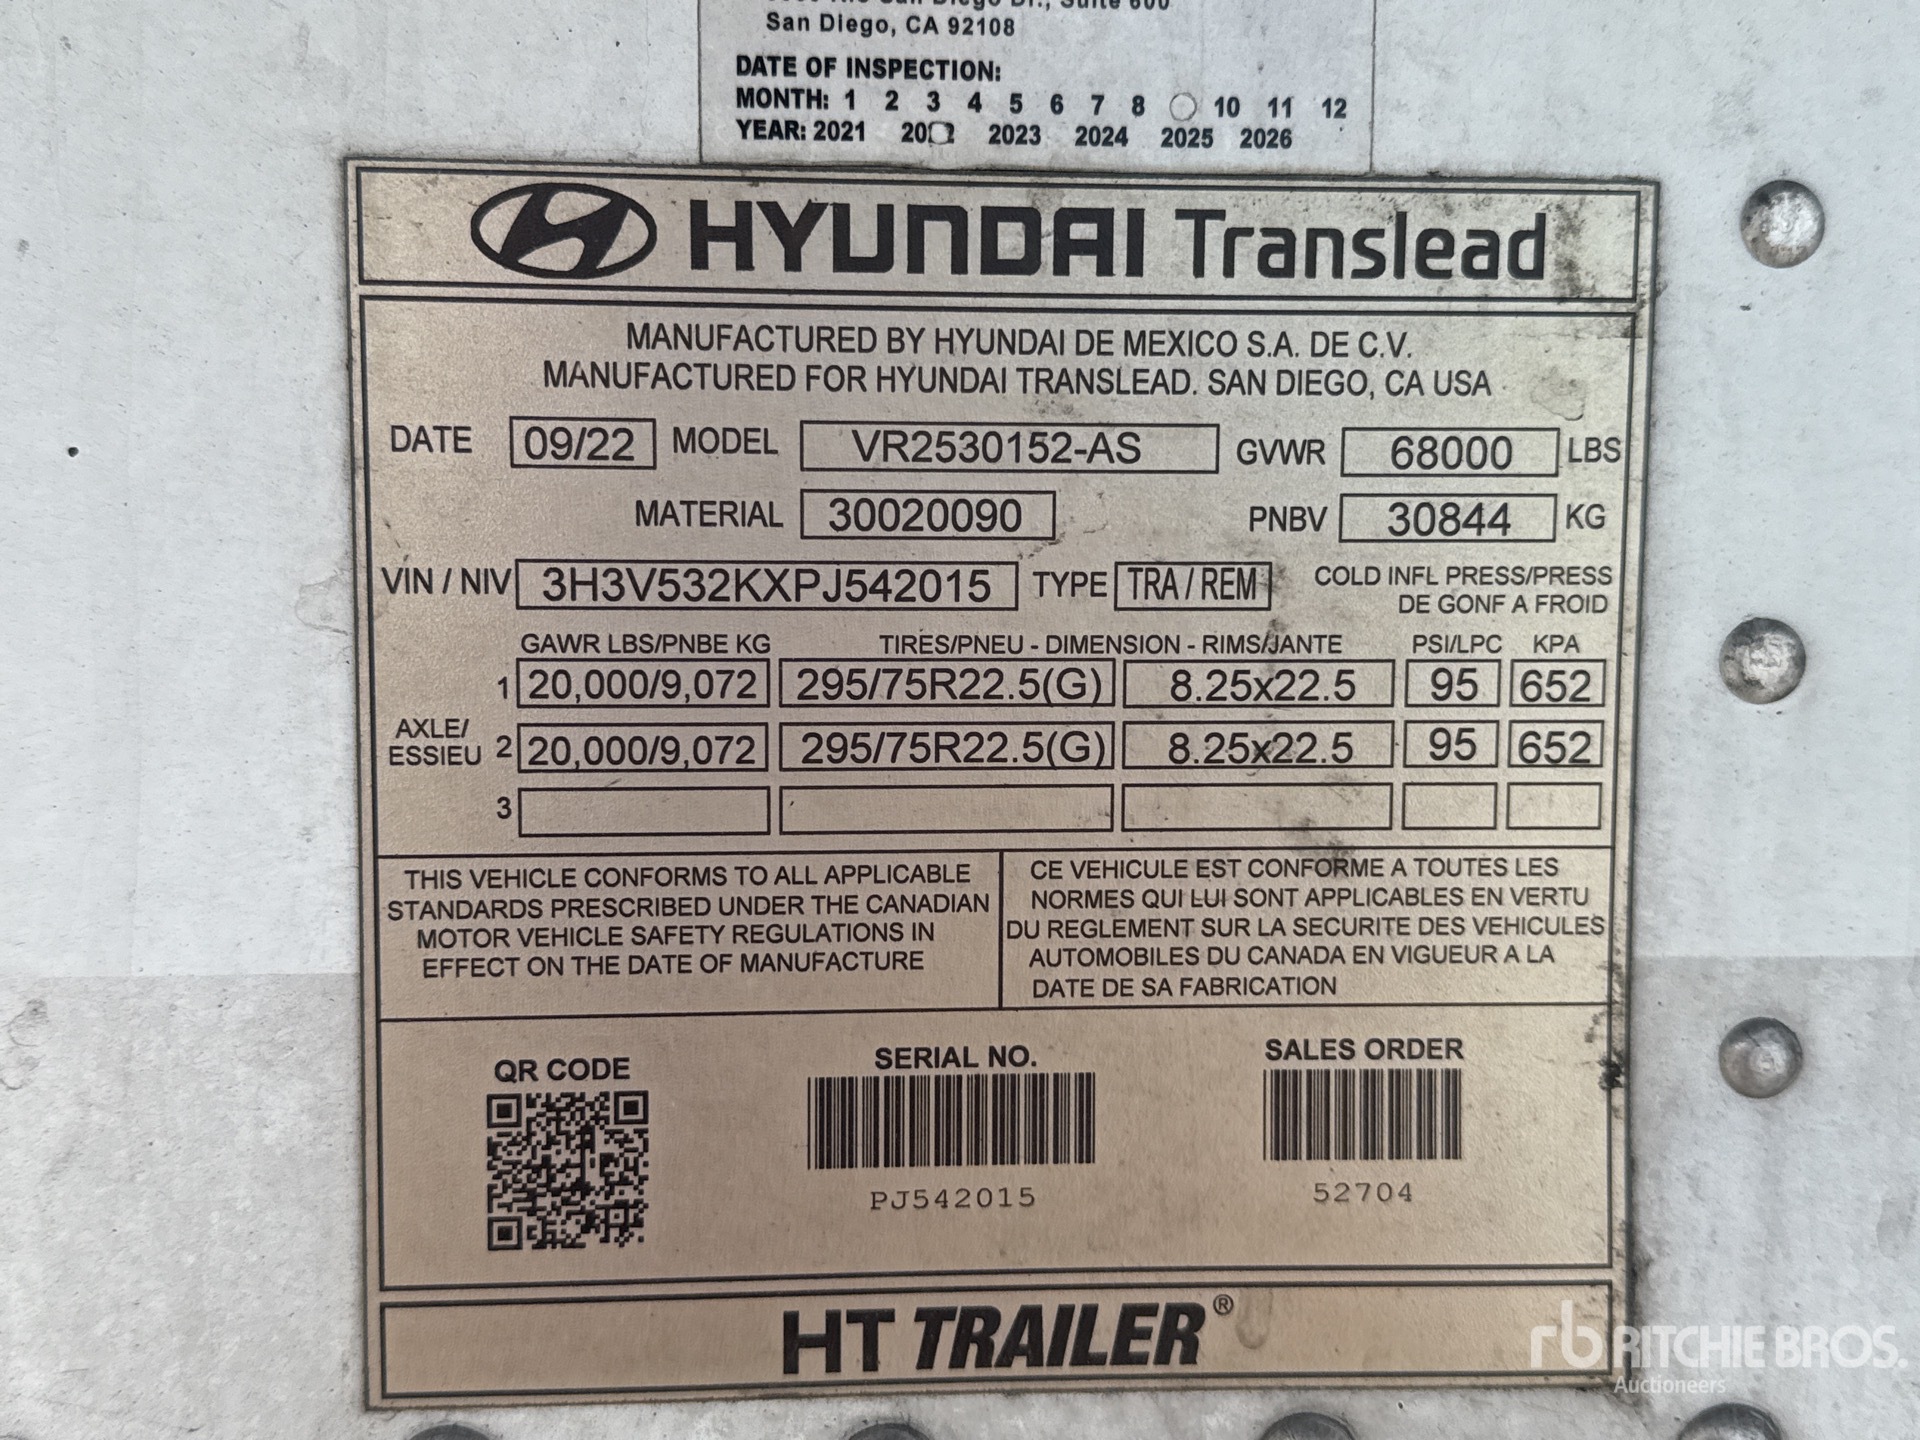 San Diego, CA 92108
DATE OF INSPECTION:
MONTH: 1 2 3 4 5 6 7 8 10 11 12
YEAR: 2021 2023 2024 2025 2026
HYUNDAI Translead
MANUFACTURED BY HYUNDAI DE MEXICO S.A. DE C.V.
MANUFACTURED FOR HYUNDAI TRANSLEAD. SAN DIEGO, CA USA
DATE 09/22 MODEL VR2530152-AS GVWR 68000 LBS
MATERIAL 30020090 PNBV 30844 KG
VIN / NIV 3H3V532KXPJ542015 TYPE TRA / REM COLD INFL PRESS/PRESS
DE GONF A FROID
GAWR LBS/PNBE KG TIRES/PNEU - DIMENSION - RIMS/JANTE PSI/LPC KPA
1 20,000/9,072 295/75R22.5(G) 8.25x22.5 95 652
AXLE/
ESSIEU 2 20,000/9,072 295/75R22.5(G) 8.25x22.5 95 652
3
THIS VEHICLE CONFORMS TO ALL APPLICABLE
STANDARDS PRESCRIBED UNDER THE CANADIAN
MOTOR VEHICLE SAFETY REGULATIONS IN
EFFECT ON THE DATE OF MANUFACTURE
CE VEHICULE EST CONFORME A TOUTES LES
NORMES QUI LUI SONT APPLICABLES EN VERTU
DU REGLEMENT SUR LA SECURITE DES VEHICULES
AUTOMOBILES DU CANADA EN VIGUEUR A LA
DATE DE SA FABRICATION
QR CODE
SERIAL NO.
PJ542015
SALES ORDER
52704
HT TRAILER®
rb RITCHIE BROS.
Auctioneers